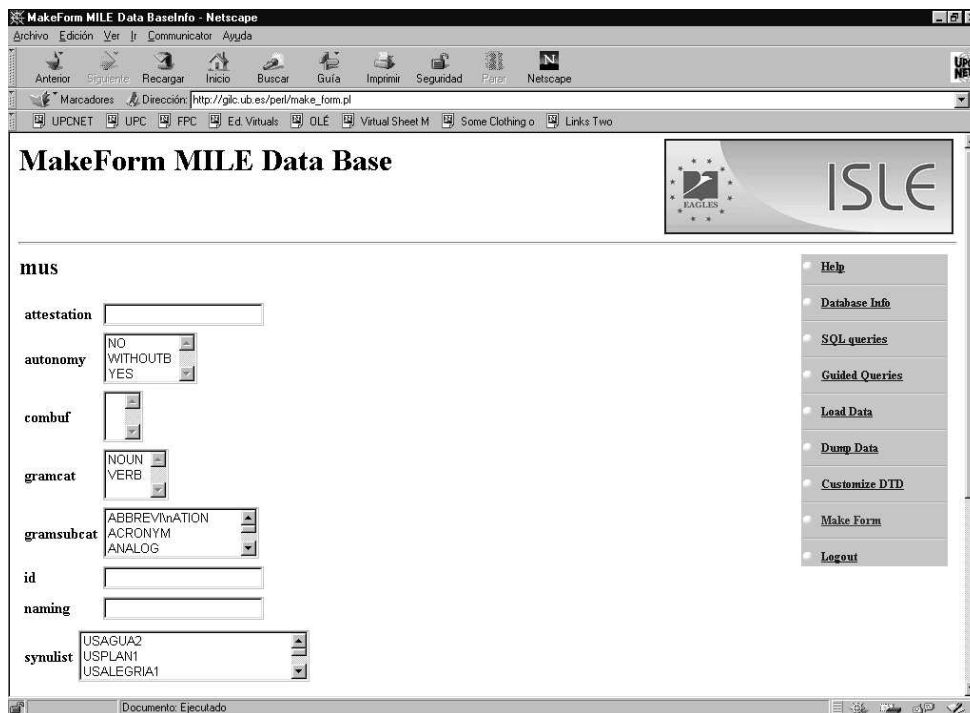 MakeForm MILE Data BaseInfo - Netscape
Archivo Edición Ver Ir Communicator Ayuda
Anterior Siguiente Recargar Inicio Buscar Guía Imprimir Seguridad Parar Netscape
Marcadores Dirección: http://gilc.ub.es/perl/make_form.pl
UPCNET UPC FPC Ed. Virtuals OLÉ Virtual Sheet M Some Clothing o Links Two
MakeForm MILE Data Base
EAGLES
ISLE
mus
attestation
autonomy
NO
WITHOUTB
YES
combuf
gramcat
NOUN
VERB
gramsubcat
ABBREVI\nATION
ACRONYM
ANALOG
id
naming
synulist
USAGUA2
USPLAN1
USALEGRIA1
Help
Database Info
SQL queries
Guided Queries
Load Data
Dump Data
Customize DTD
Make Form
Logout
Documento: Ejecutado